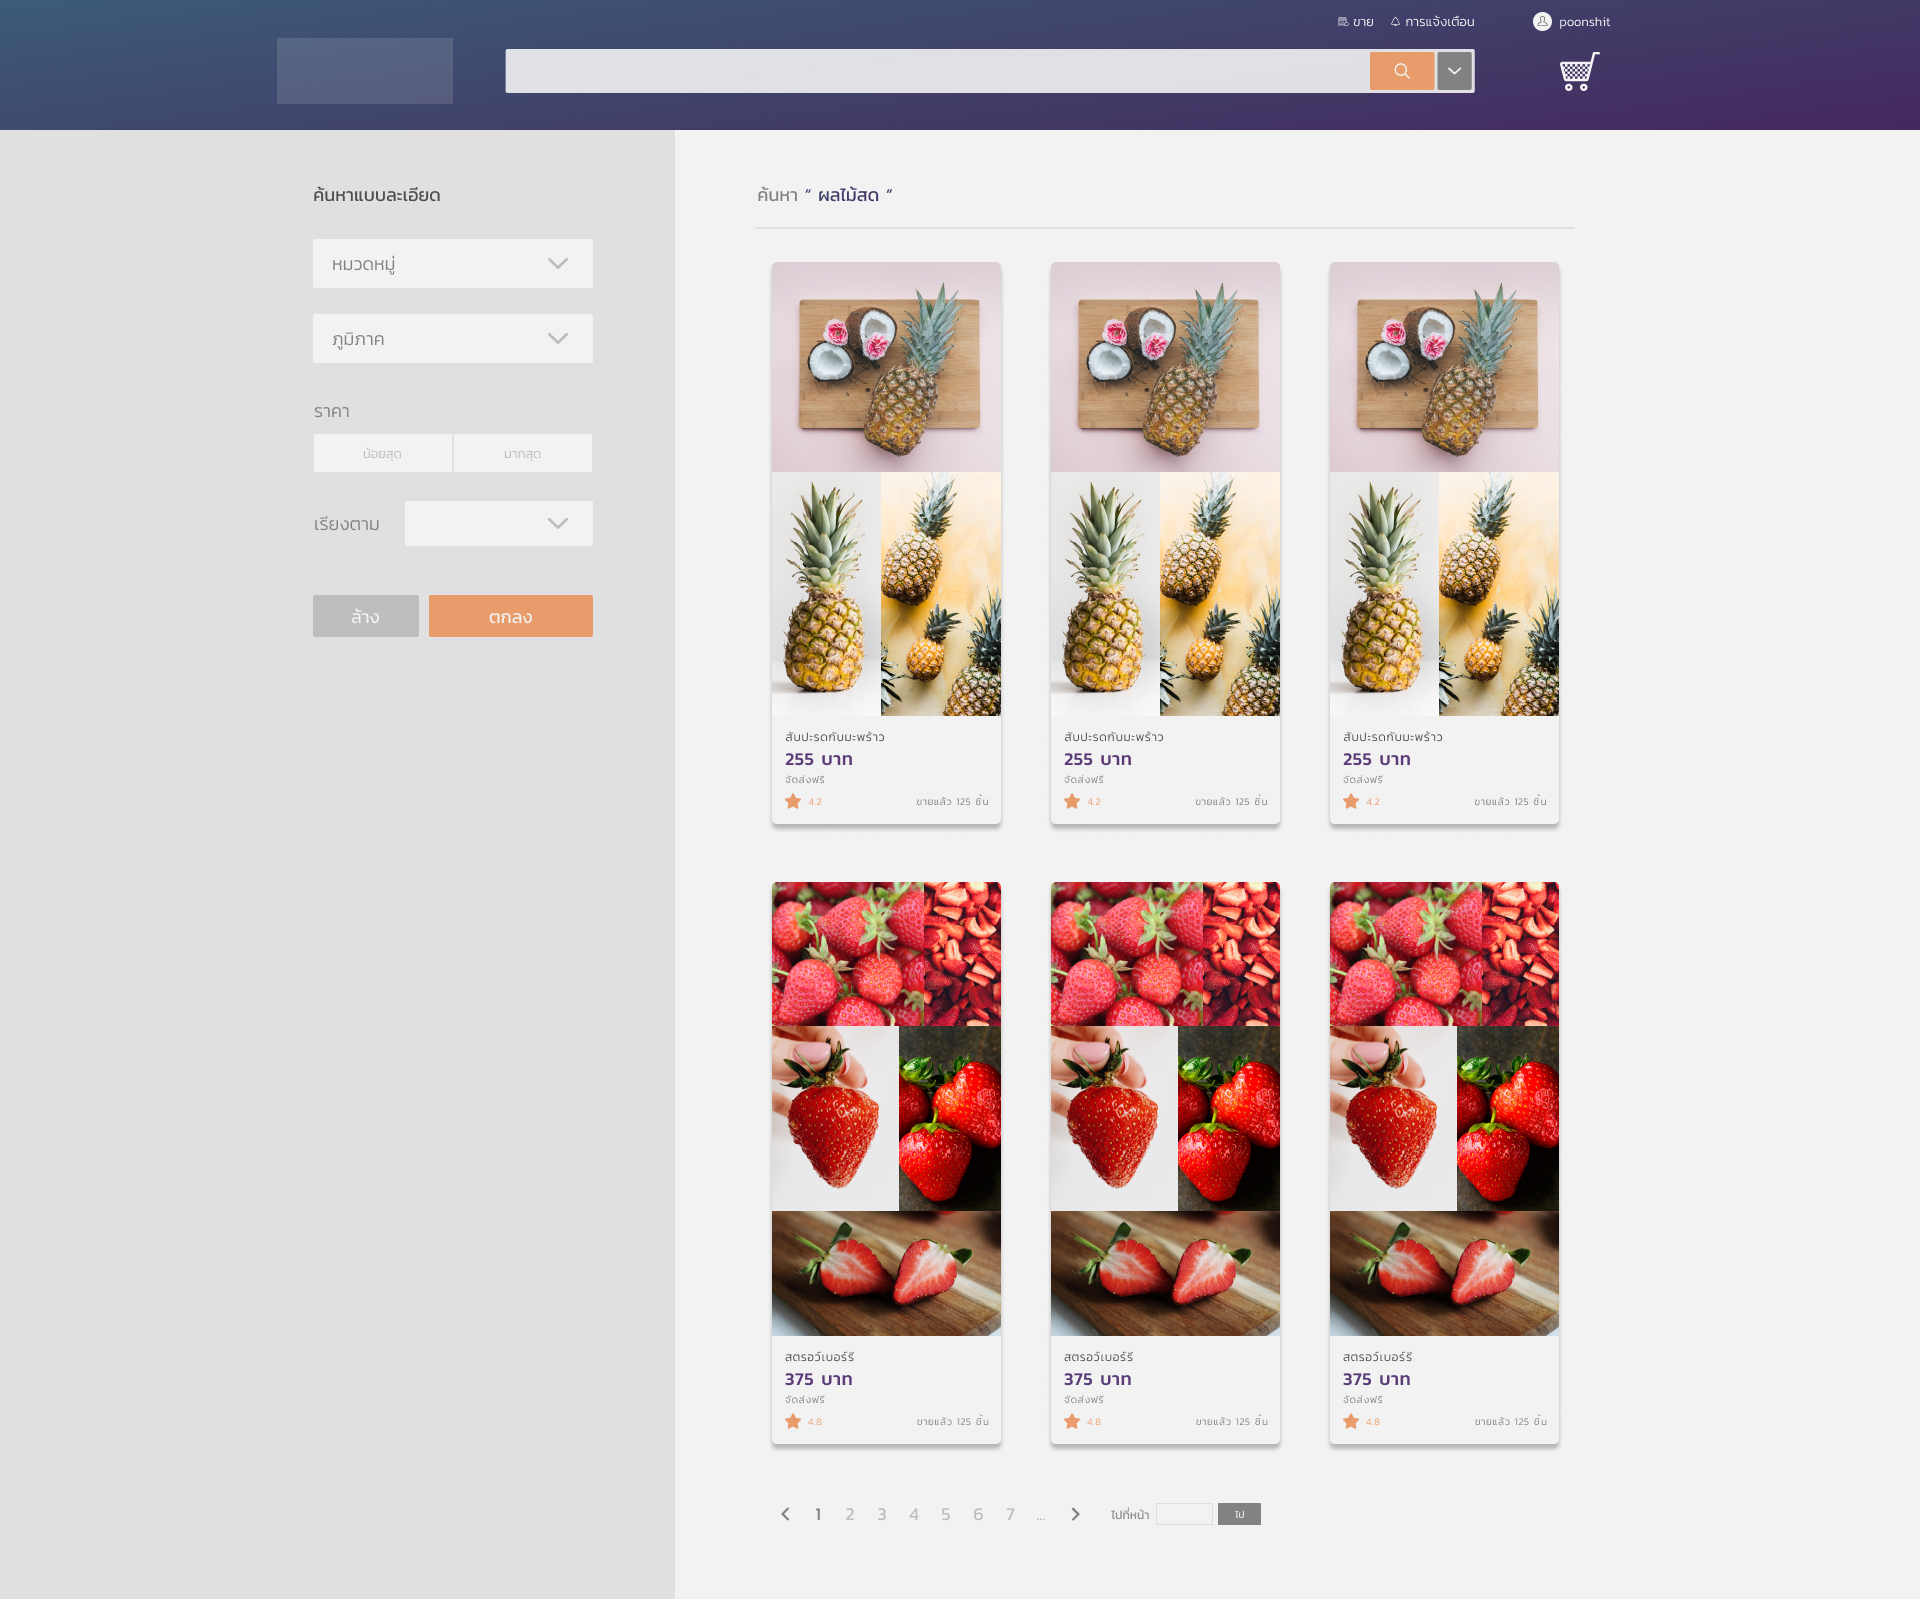 ขาย การแจ้งเตือน poonshit
ค้นหาแบบละเอียด
หมวดหมู่
ภูมิภาค
ราคา
น้อยสุด มากสุด
เรียงตาม
ล้าง ตกลง
ค้นหา “ ผลไม้สด “
สับปะรดกับมะพร้าว
255 บาท
จัดส่งฟรี
4.2 ขายแล้ว 125 ชิ้น
สับปะรดกับมะพร้าว
255 บาท
จัดส่งฟรี
4.2 ขายแล้ว 125 ชิ้น
สับปะรดกับมะพร้าว
255 บาท
จัดส่งฟรี
4.2 ขายแล้ว 125 ชิ้น
สตรอว์เบอร์รี
375 บาท
จัดส่งฟรี
4.8 ขายแล้ว 125 ชิ้น
สตรอว์เบอร์รี
375 บาท
จัดส่งฟรี
4.8 ขายแล้ว 125 ชิ้น
สตรอว์เบอร์รี
375 บาท
จัดส่งฟรี
4.8 ขายแล้ว 125 ชิ้น
1 2 3 4 5 6 7 ... ไปที่หน้า ไป